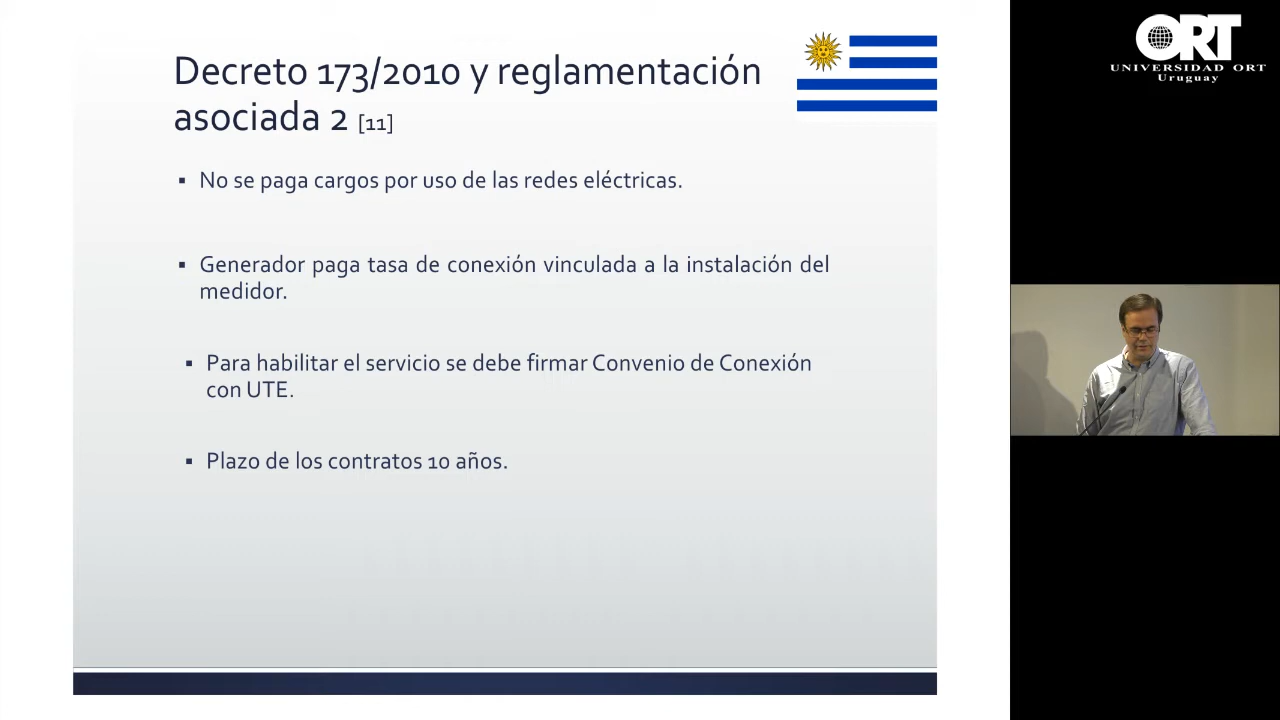 Decreto 173/2010 y reglamentación
asociada 2 [11]
▪ No se paga cargos por uso de las redes eléctricas.
▪ Generador paga tasa de conexión vinculada a la instalación del
medidor.
▪ Para habilitar el servicio se debe firmar Convenio de Conexión
con UTE.
▪ Plazo de los contratos 10 años.
ORT
UNIVERSIDAD ORT
Uruguay